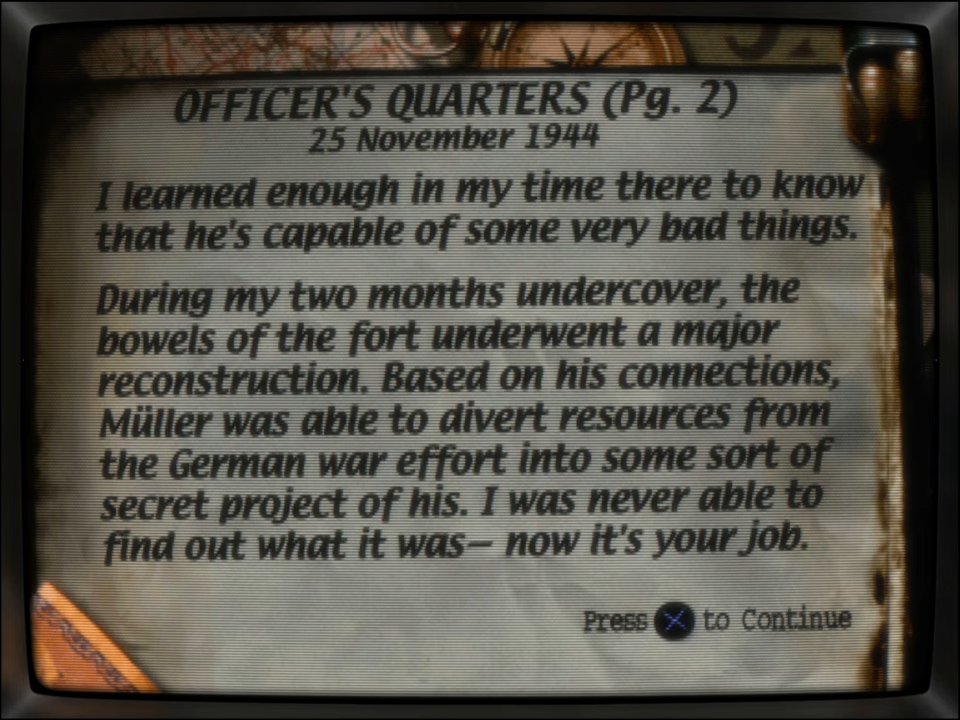 OFFICER'S QUARTERS (Pg. 2)
25 November 1944
I learned enough in my time there to know
that he's capable of some very bad things.
During my two months undercover, the
bowels of the fort underwent a major
reconstruction. Based on his connections,
Müller was able to divert resources from
the German war effort into some sort of
secret project of his. I was never able to
find out what it was– now it's your job.
Press X to Continue